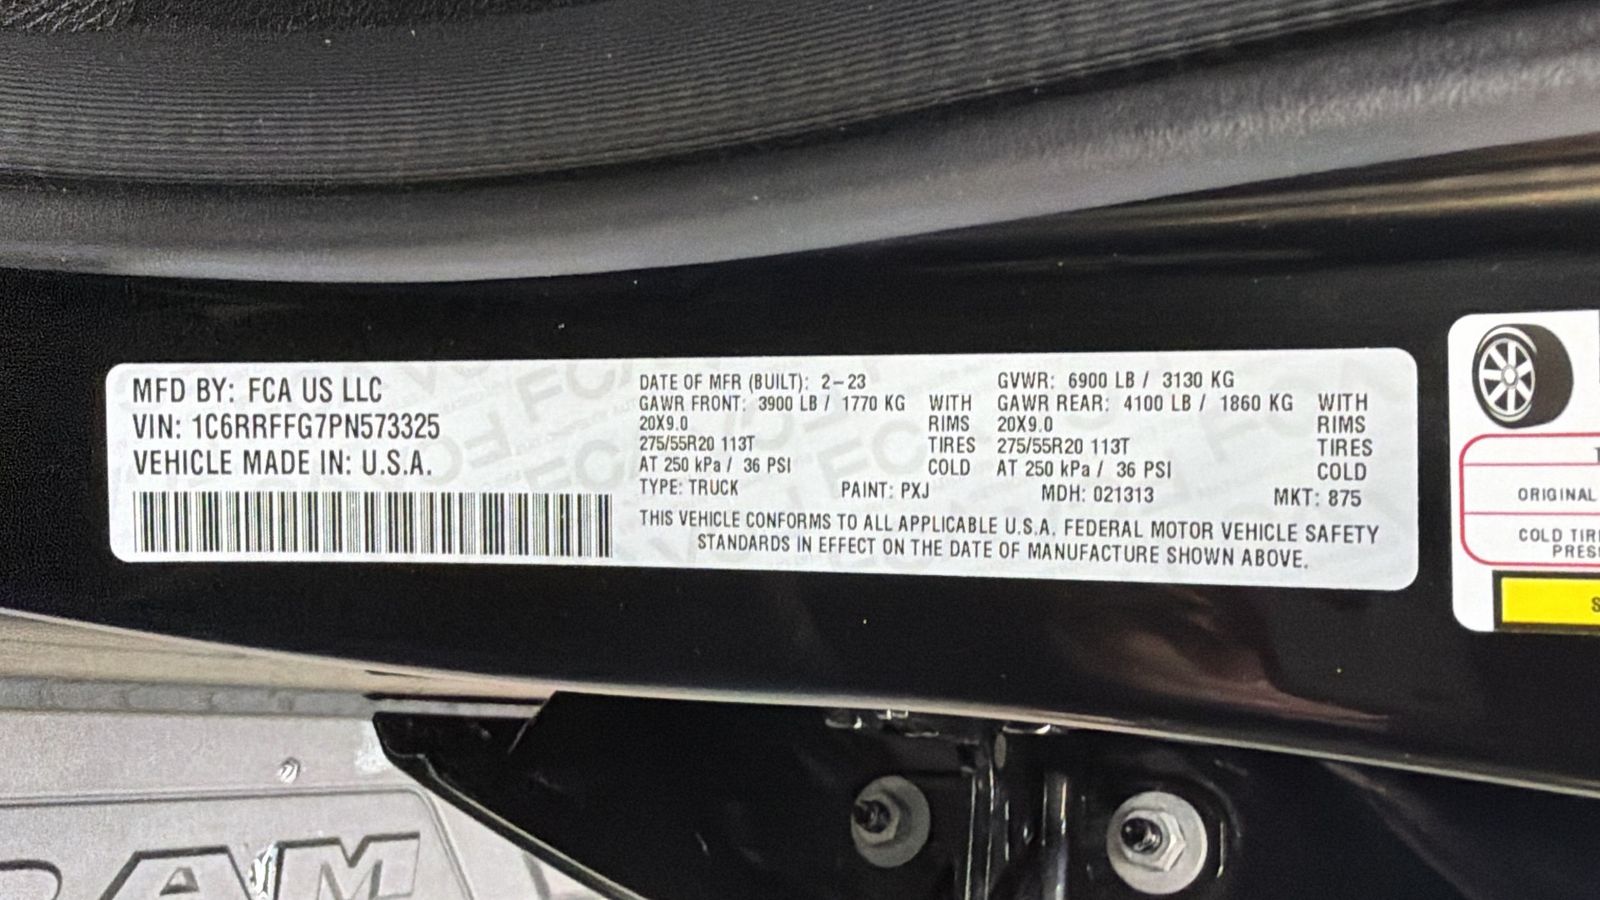 MFD BY: FCA US LLC
VIN: 1C6RRFFG7PN573325
VEHICLE MADE IN: U.S.A.
DATE OF MFR (BUILT): 2-23 GVWR: 6900 LB / 3130 KG
GAWR FRONT: 3900 LB / 1770 KG WITH GAWR REAR: 4100 LB / 1860 KG WITH
20X9.0 RIMS 20X9.0 RIMS
275/55R20 113T TIRES 275/55R20 113T TIRES
AT 250 kPa / 36 PSI COLD AT 250 kPa / 36 PSI COLD
TYPE: TRUCK PAINT: PXJ MDH: 021313 MKT: 875
THIS VEHICLE CONFORMS TO ALL APPLICABLE U.S.A. FEDERAL MOTOR VEHICLE SAFETY
STANDARDS IN EFFECT ON THE DATE OF MANUFACTURE SHOWN ABOVE.
ORIGINAL
COLD
RAM